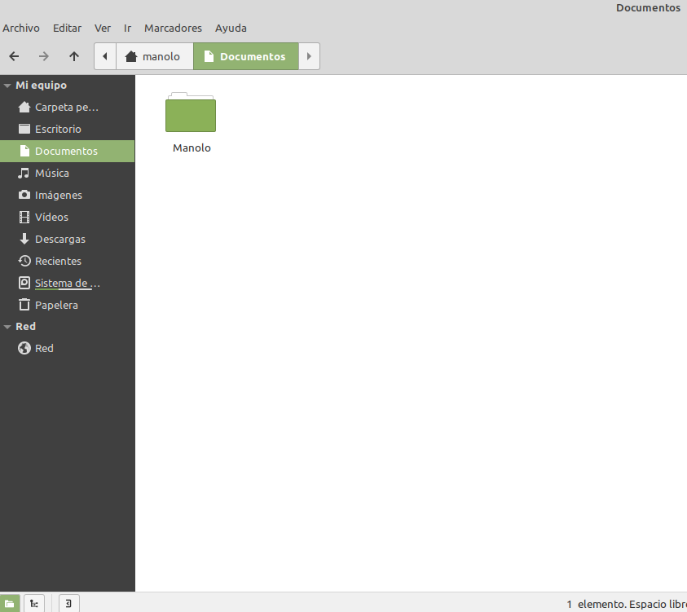 Documentos
Archivo Editar Ver Ir Marcadores Ayuda
manolo Documentos
Mi equipo
Carpeta pe...
Escritorio
Documentos
Música
Imágenes
Vídeos
Descargas
Recientes
Sistema de ...
Papelera
Red
Red
Manolo
1 elemento. Espacio libre